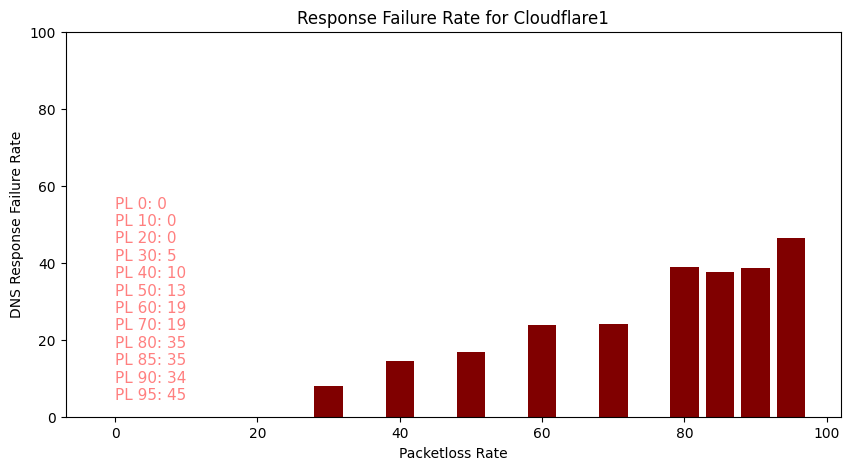 Response Failure Rate for Cloudflare1
100
80
60
40
20
0
DNS Response Failure Rate
PL 0: 0
PL 10: 0
PL 20: 0
PL 30: 5
PL 40: 10
PL 50: 13
PL 60: 19
PL 70: 19
PL 80: 35
PL 85: 35
PL 90: 34
PL 95: 45
0 20 40 60 80 100
Packetloss Rate